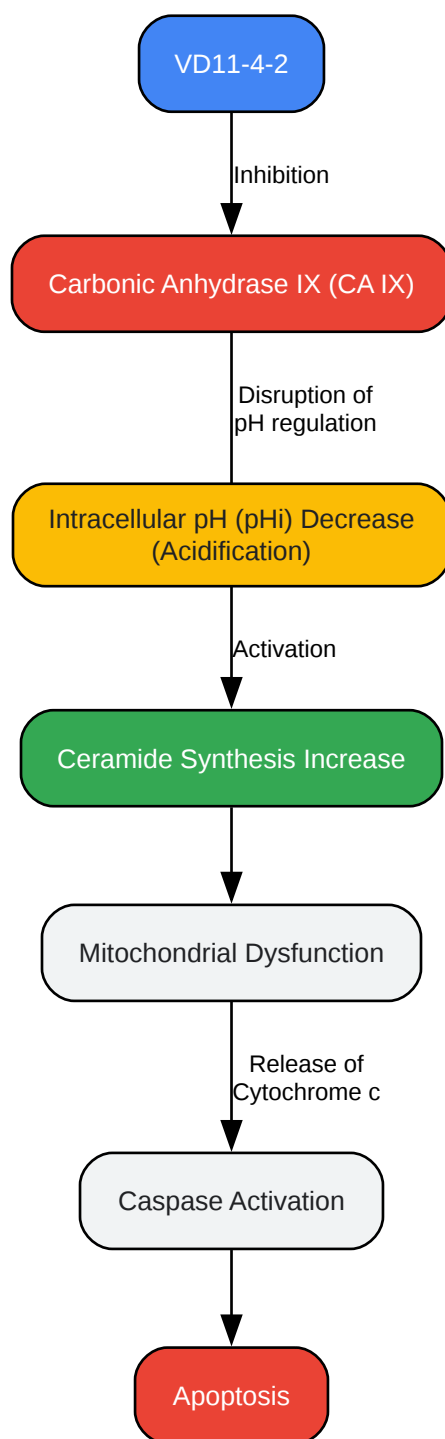 VD11-4-2
Inhibition
Carbonic Anhydrase IX (CA IX)
Disruption of
pH regulation
Intracellular pH (pHi) Decrease
(Acidification)
Activation
Ceramide Synthesis Increase
Mitochondrial Dysfunction
Release of
Cytochrome c
Caspase Activation
Apoptosis